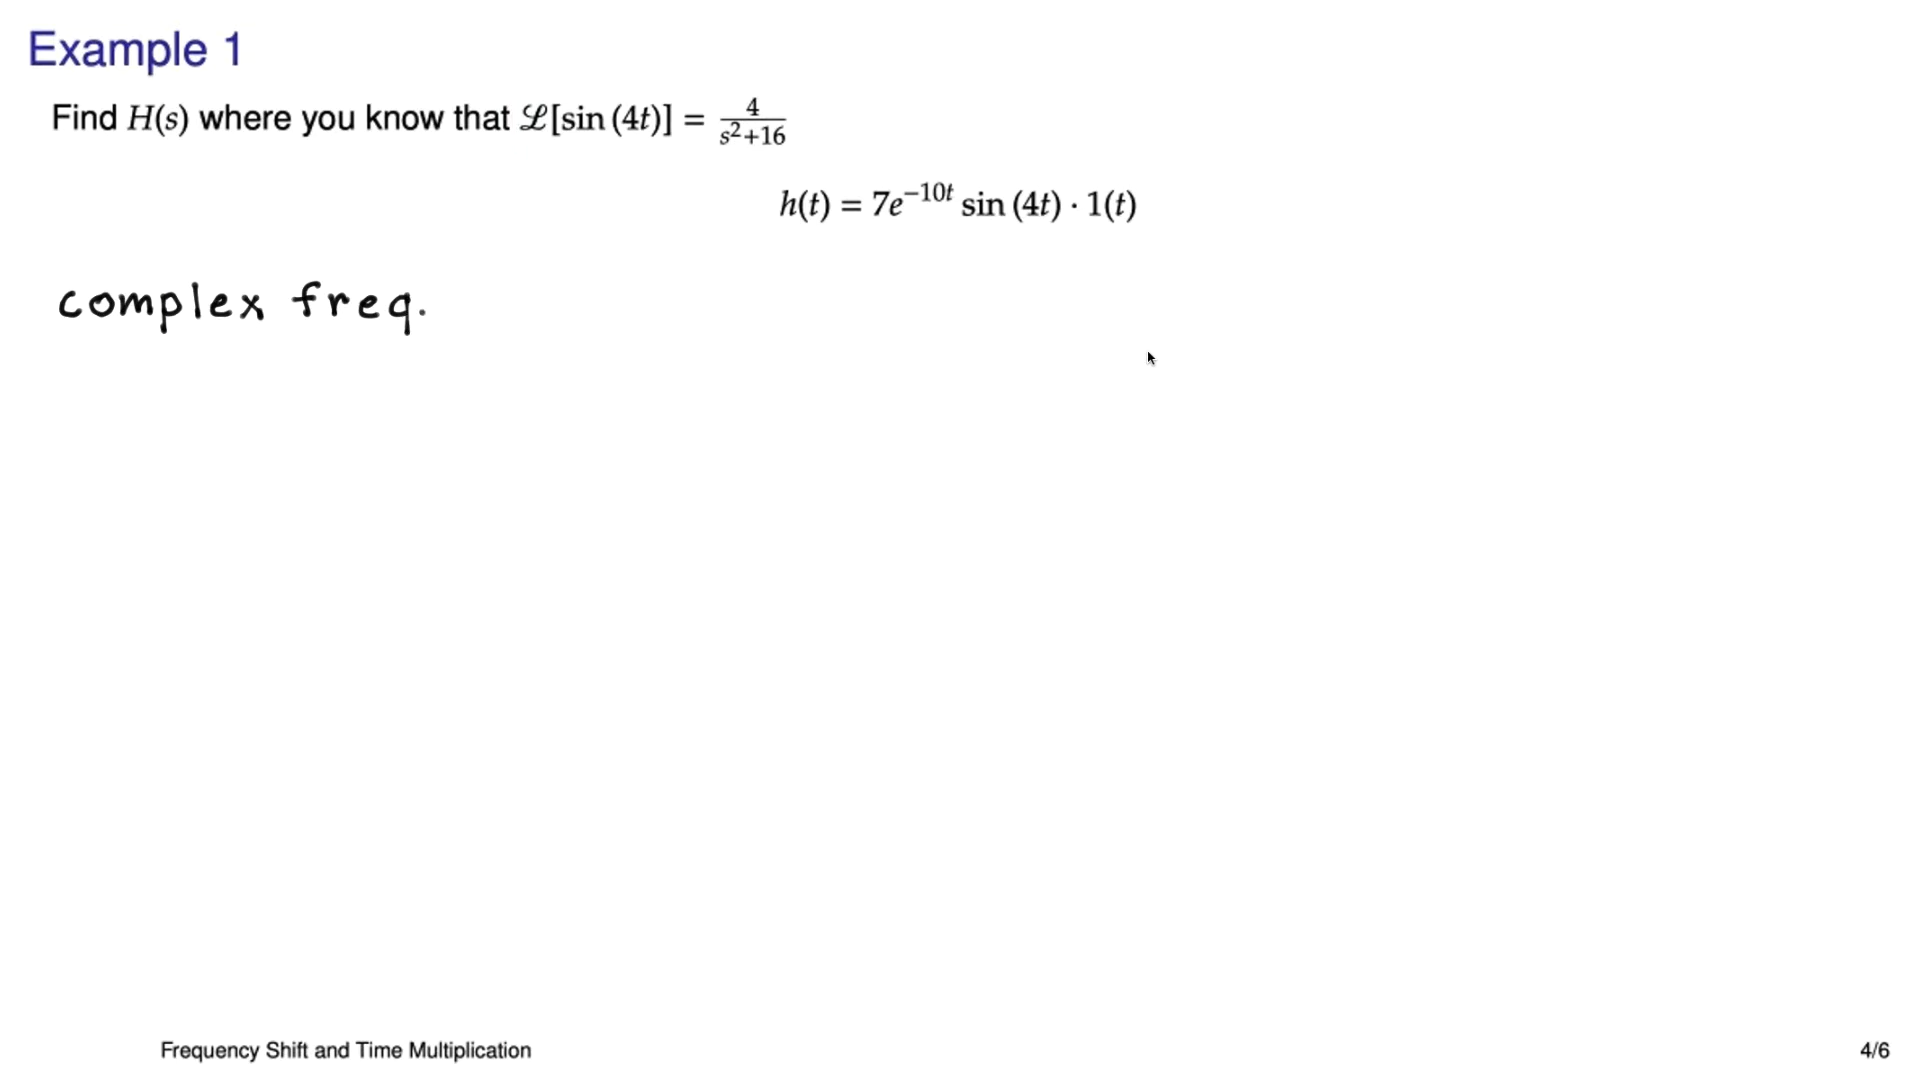 Example 1
Find H(s) where you know that ℒ[sin (4t)] = 4/(s²+16)
h(t) = 7e⁻¹⁰ᵗ sin (4t) · 1(t)
complex freq.
Frequency Shift and Time Multiplication
4/6